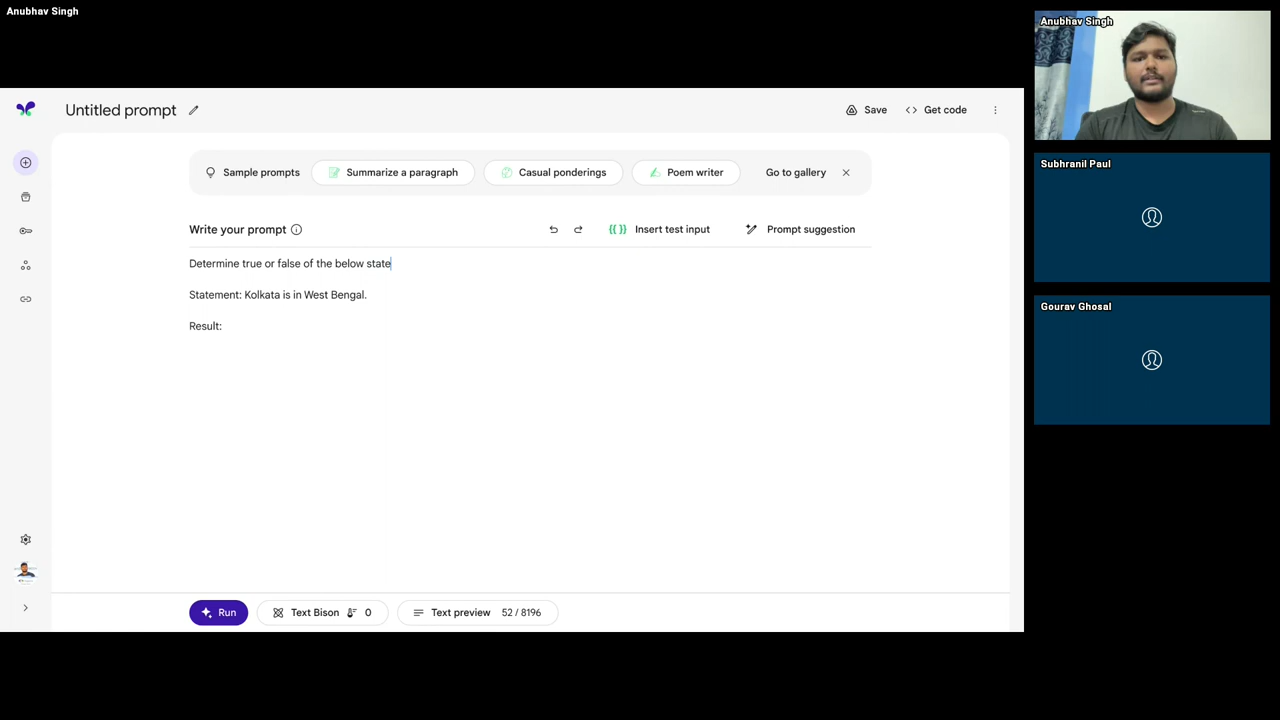 Anubhav Singh
Untitled prompt
Save
Get code
Sample prompts
Summarize a paragraph
Casual ponderings
Poem writer
Go to gallery
Write your prompt
Insert test input
Prompt suggestion
Determine true or false of the below state
Statement: Kolkata is in West Bengal.
Result:
Run
Text Bison
0
Text preview
52 / 8196
Anubhav Singh
Subhranil Paul
Gourav Ghosal